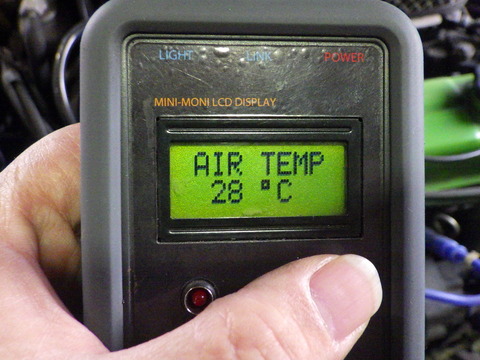 LIGHT LINK POWER
MINI-MONI LCD DISPLAY
AIR TEMP
28 °C